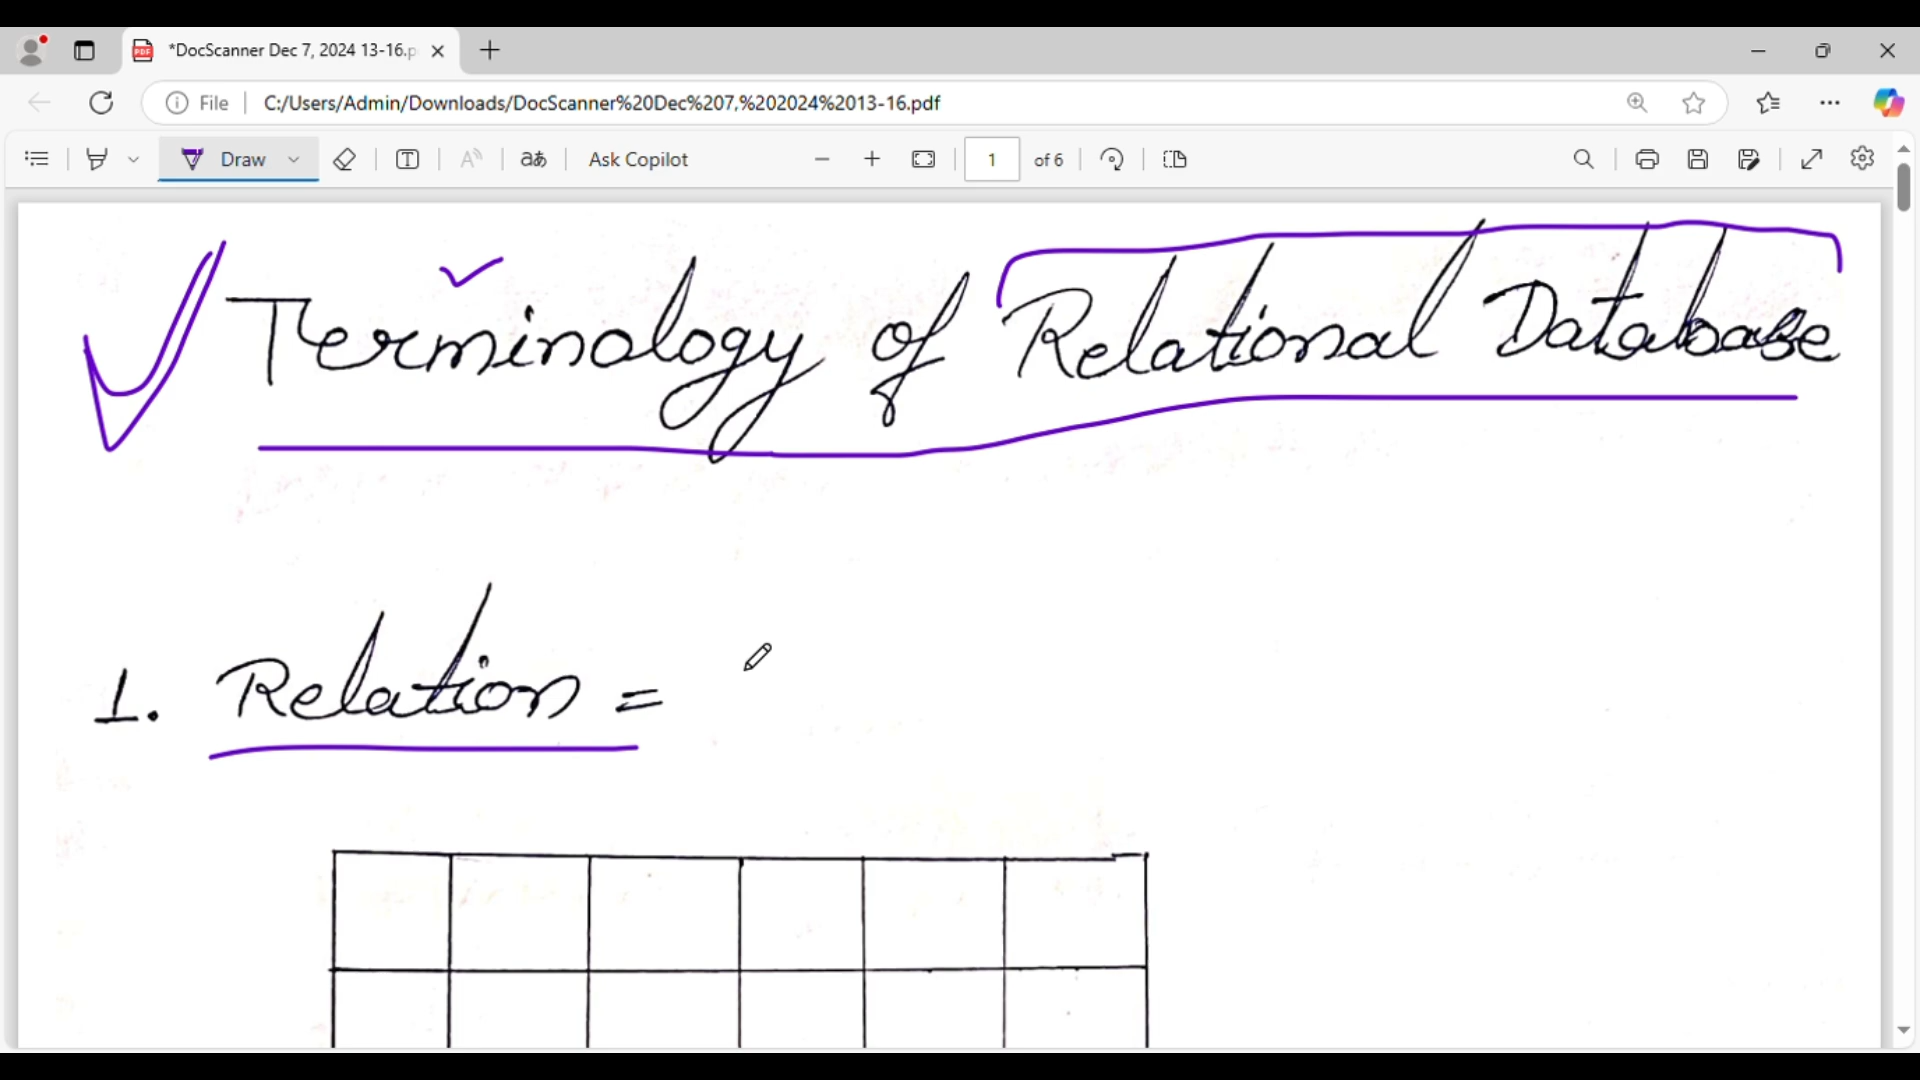 *DocScanner Dec 7, 2024 13-16.p
File
C:/Users/Admin/Downloads/DocScanner%20Dec%207,%202024%2013-16.pdf
Draw
Ask Copilot
1 of 6
Terminology of Relational Database
1. Relation =